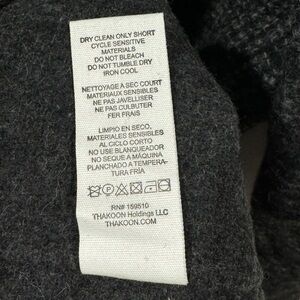 DRY CLEAN ONLY SHORT
CYCLE SENSITIVE
MATERIALS
DO NOT BLEACH
DO NOT TUMBLE DRY
IRON COOL
NETTOYAGE A SEC COURT
MATERIAUX SENSIBLES
NE PAS JAVELLISER
NE PAS CULBUTER
FER FRAIS
LIMPIO EN SECO,
MATERIALES SENSIBLES
AL CICLO CORTO
NO USE BLANQUEADOR
NO SEQUE A MÁQUINA
PLANCHADO A TEMPERA-
TURA FRÍA
RN# 159510
THAKOON Holdings LLC
THAKOON.COM